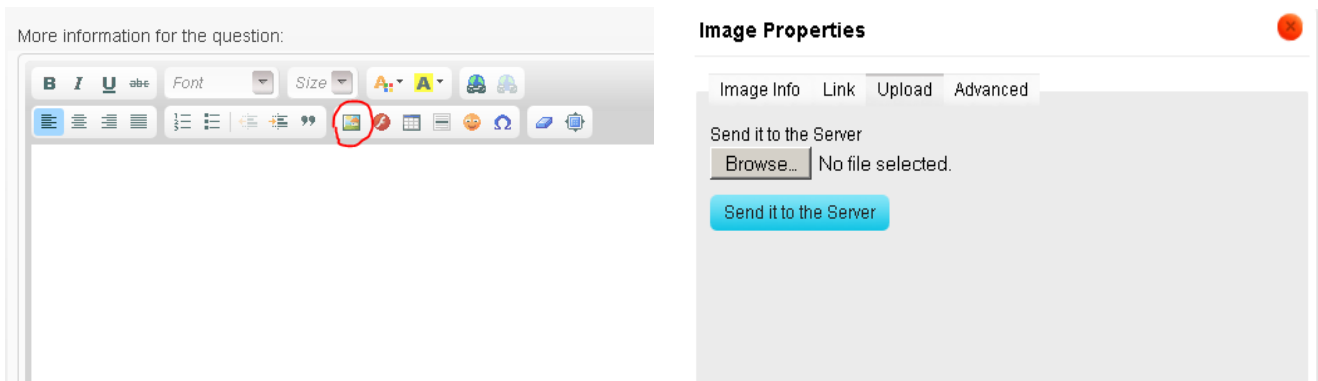 More information for the question:
B I U abc Font Size A A
Ω
Image Properties
Image Info Link Upload Advanced
Send it to the Server
Browse... No file selected.
Send it to the Server